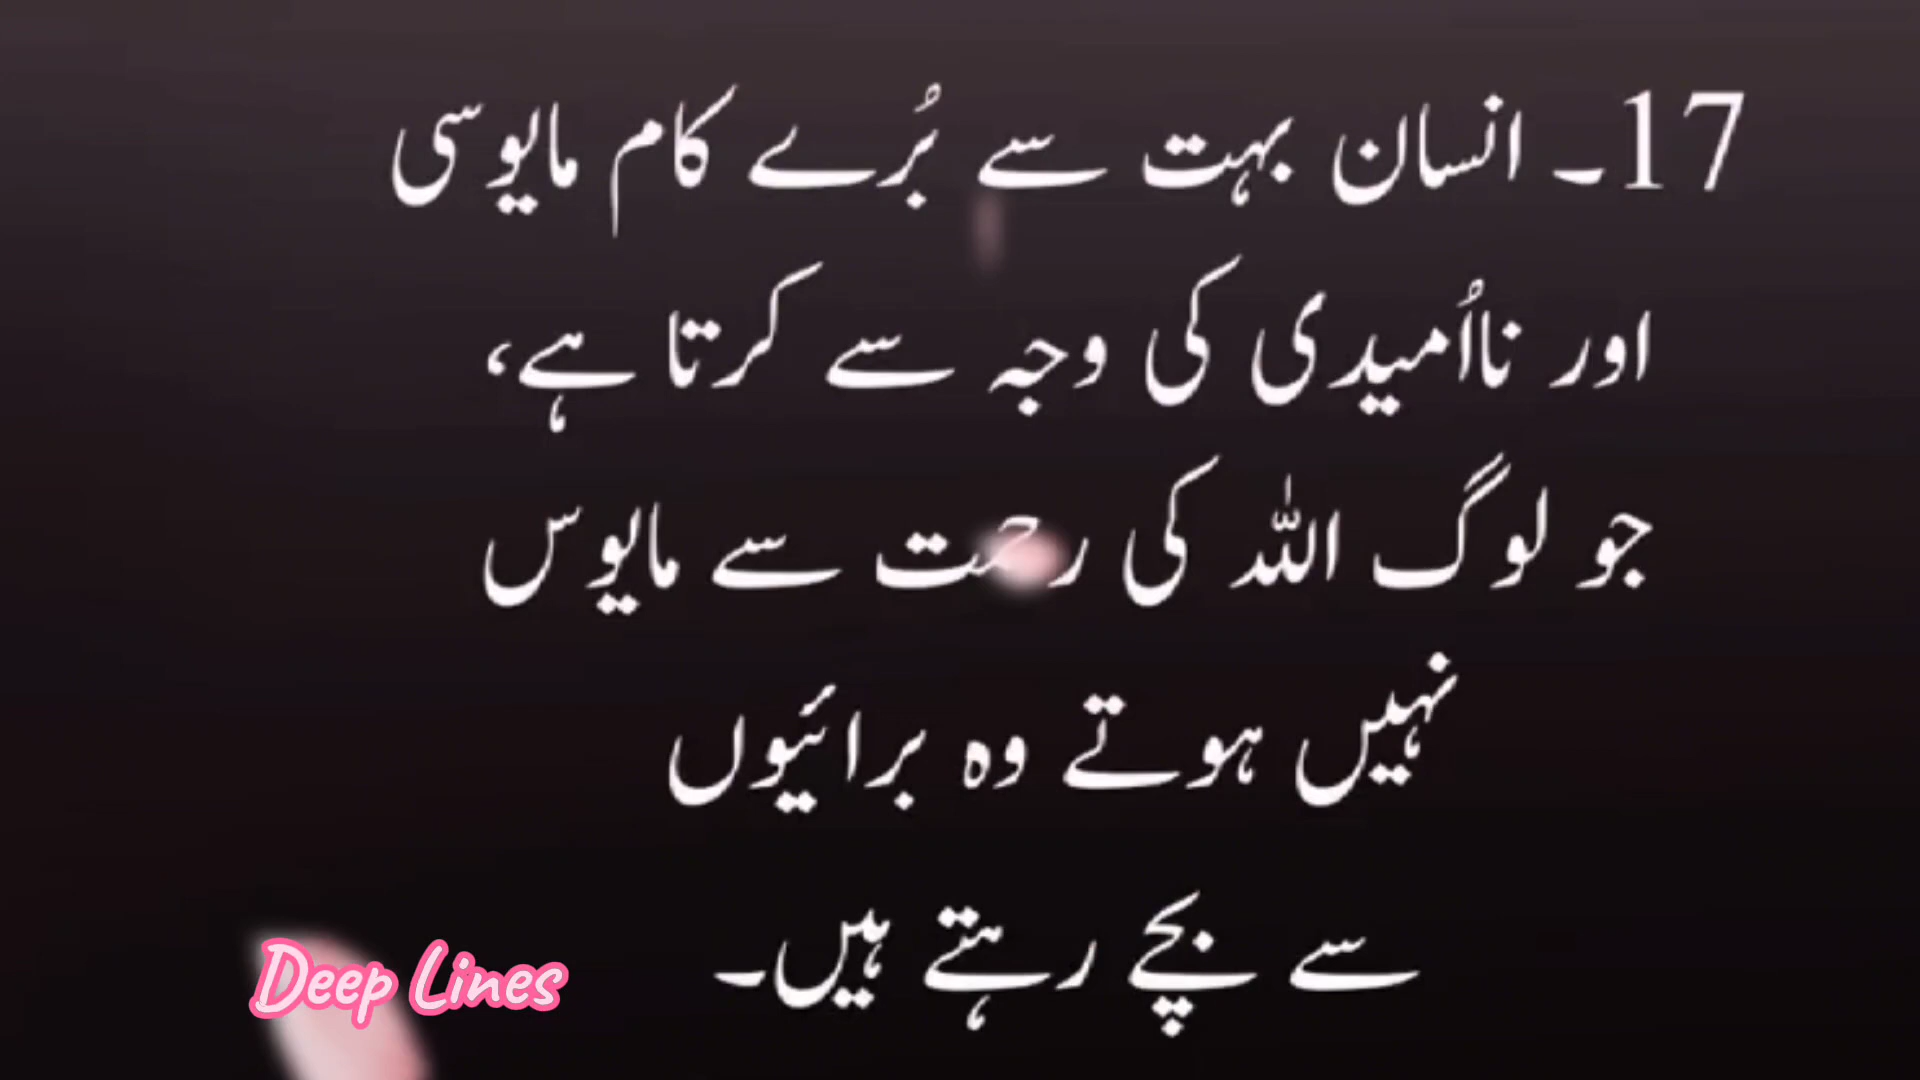 17۔ انسان بہت سے بُرے کام مایوسی
اور نااُمیدی کی وجہ سے کرتا ہے،
جو لوگ اللہ کی رحمت سے مایوس
نہیں ہوتے وہ برائیوں
سے بچے رہتے ہیں۔
Deep Lines